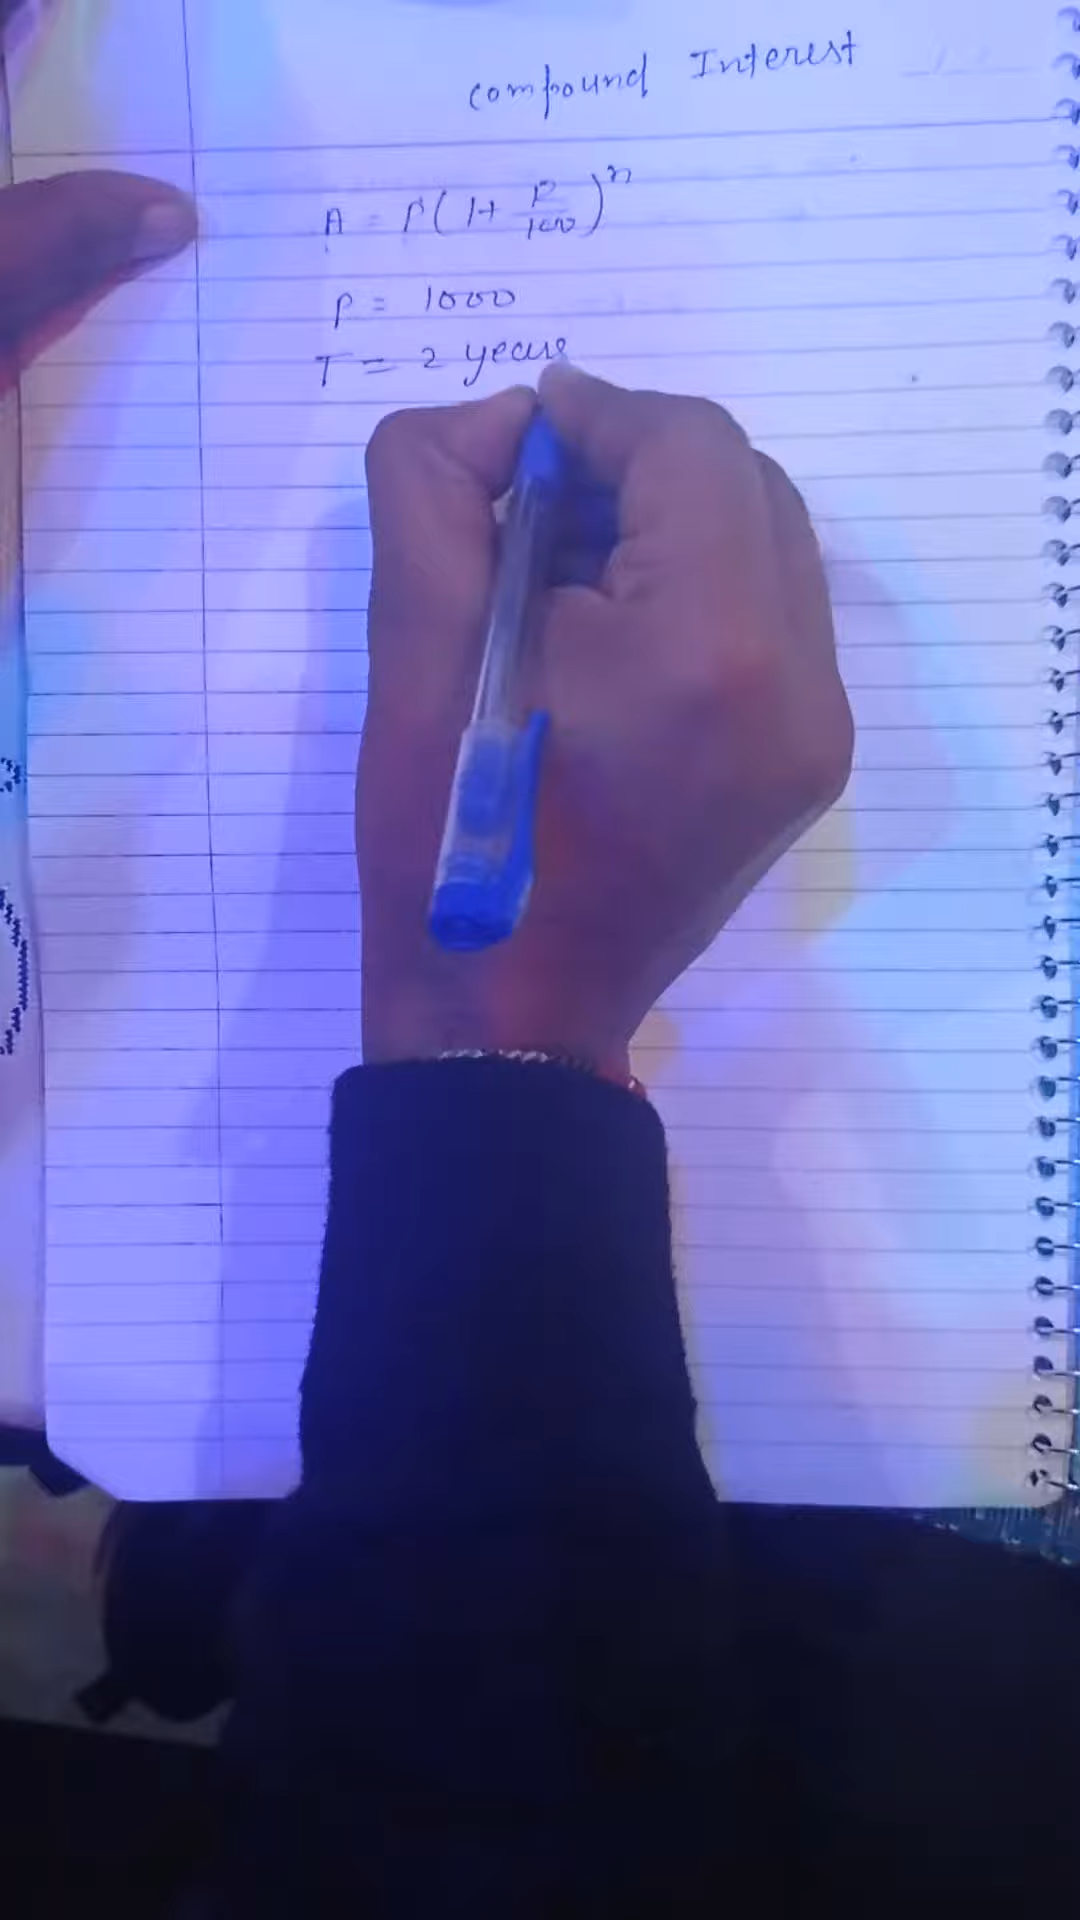 Compound Interest
A = P(1+ R/100)^n
P = 1000
T = 2 years